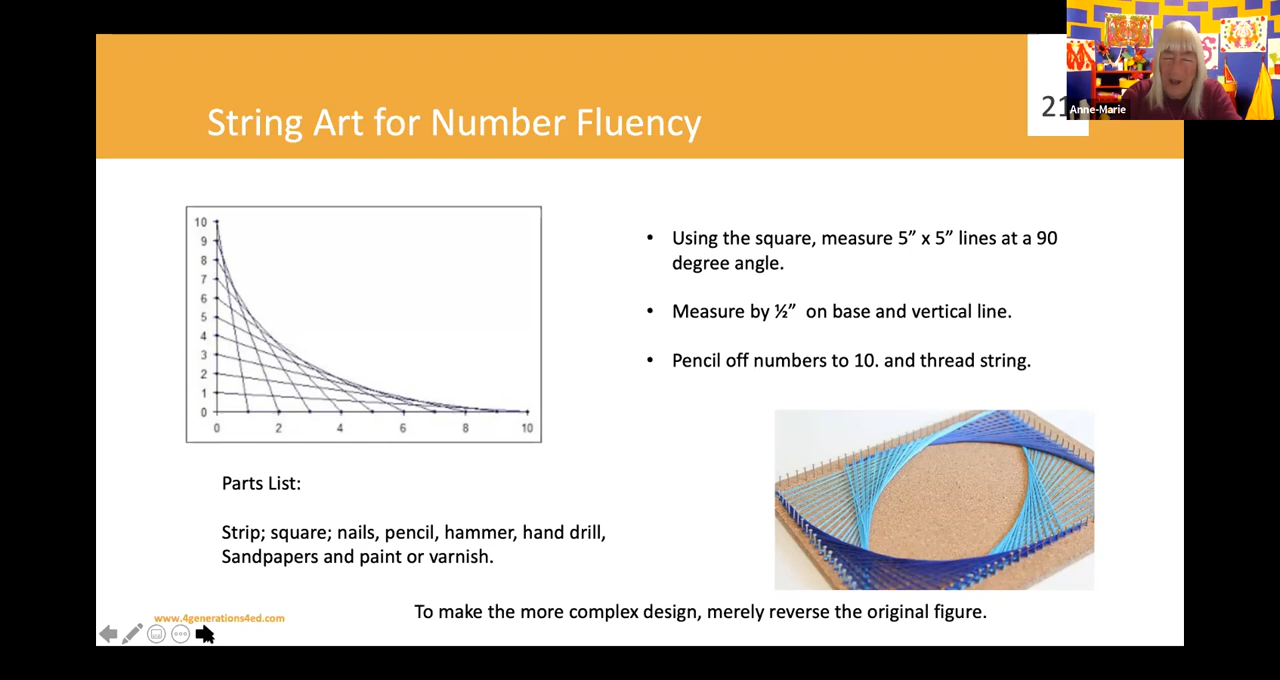 Anne-Marie
21
String Art for Number Fluency
10
9
8
7
6
5
4
3
2
1
0
0 2 4 6 8 10
• Using the square, measure 5” x 5” lines at a 90
degree angle.
• Measure by ½” on base and vertical line.
• Pencil off numbers to 10. and thread string.
Parts List:
Strip; square; nails, pencil, hammer, hand drill,
Sandpapers and paint or varnish.
To make the more complex design, merely reverse the original figure.
www.4generations4ed.com